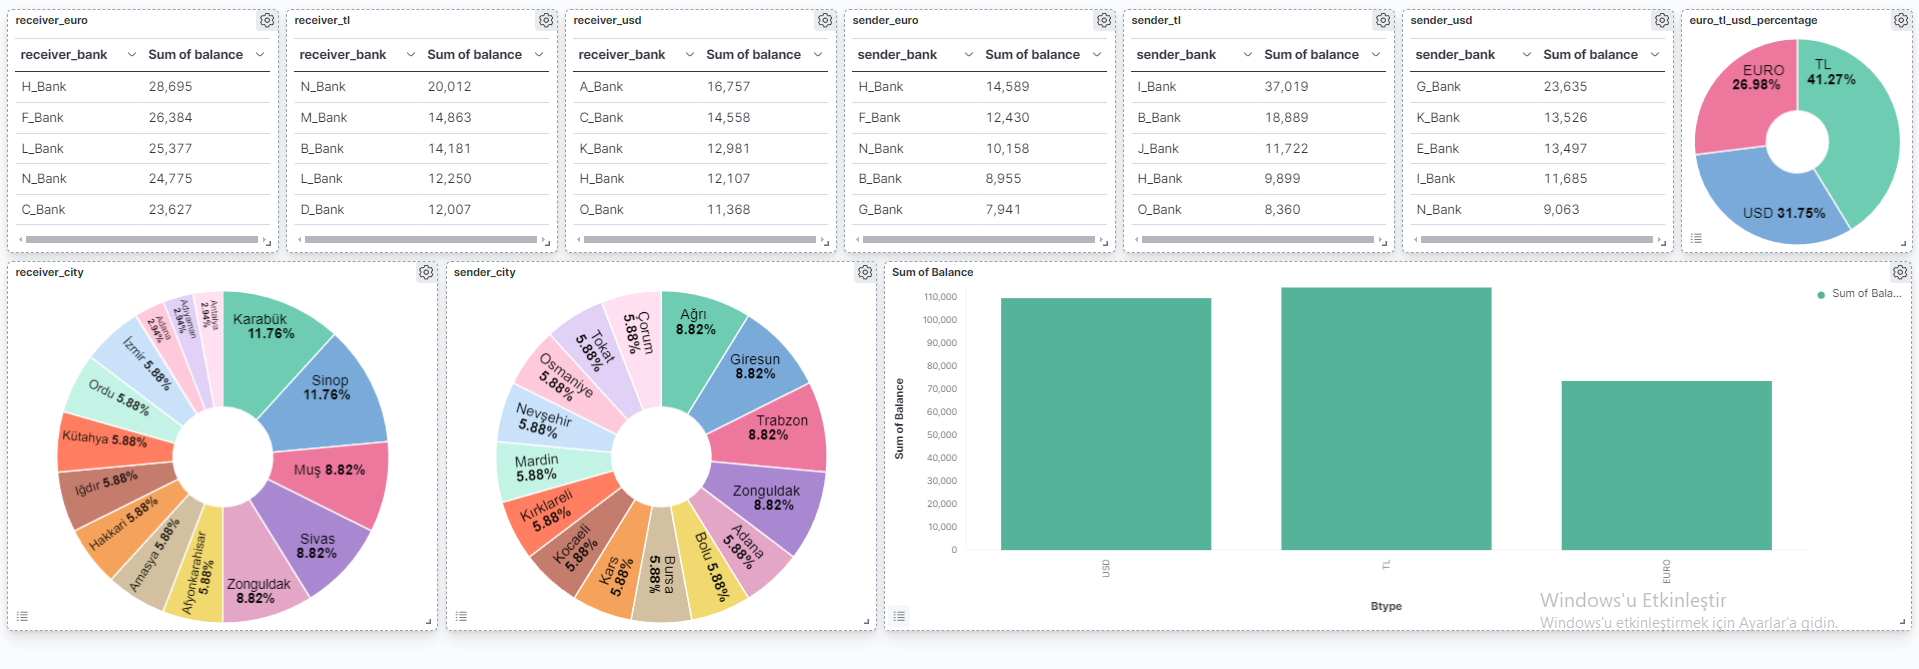 receiver_euro
receiver_bank Sum of balance
H_Bank 28,695
F_Bank 26,384
L_Bank 25,377
N_Bank 24,775
C_Bank 23,627
receiver_tl
receiver_bank Sum of balance
N_Bank 20,012
M_Bank 14,863
B_Bank 14,181
L_Bank 12,250
D_Bank 12,007
receiver_usd
receiver_bank Sum of balance
A_Bank 16,757
C_Bank 14,558
K_Bank 12,981
H_Bank 12,107
O_Bank 11,368
sender_euro
sender_bank Sum of balance
H_Bank 14,589
F_Bank 12,430
N_Bank 10,158
B_Bank 8,955
G_Bank 7,941
sender_tl
sender_bank Sum of balance
I_Bank 37,019
B_Bank 18,889
J_Bank 11,722
H_Bank 9,899
O_Bank 8,360
sender_usd
sender_bank Sum of balance
G_Bank 23,635
K_Bank 13,526
E_Bank 13,497
I_Bank 11,685
N_Bank 9,063
euro_tl_usd_percentage
TL
41.27%
EURO
26.98%
USD 31.75%
receiver_city
Karabük
11.76%
Sinop
11.76%
Muş 8.82%
Sivas
8.82%
Zonguldak
8.82%
Afyonkarahisar
5.88%
Amasya 5.88%
Hakkari 5.88%
Iğdır 5.88%
Kütahya 5.88%
Ordu 5.88%
İzmir 5.88%
Adana
2.94%
Adıyaman
2.94%
Antalya
2.94%
sender_city
Ağrı
8.82%
Giresun
8.82%
Trabzon
8.82%
Zonguldak
8.82%
Adana
5.88%
Bolu 5.88%
Bursa
5.88%
Kars
5.88%
Kocaeli
5.88%
Kırklareli
5.88%
Mardin
5.88%
Nevşehir
5.88%
Osmaniye
5.88%
Tokat
5.88%
Çorum
5.88%
Sum of Balance
Sum of Bala...
Sum of Balance
110,000
100,000
90,000
80,000
70,000
60,000
50,000
40,000
30,000
20,000
10,000
0
USD
TL
EURO
Btype
Windows'u Etkinleştir
Windows'u etkinleştirmek için Ayarlar'a gidin.